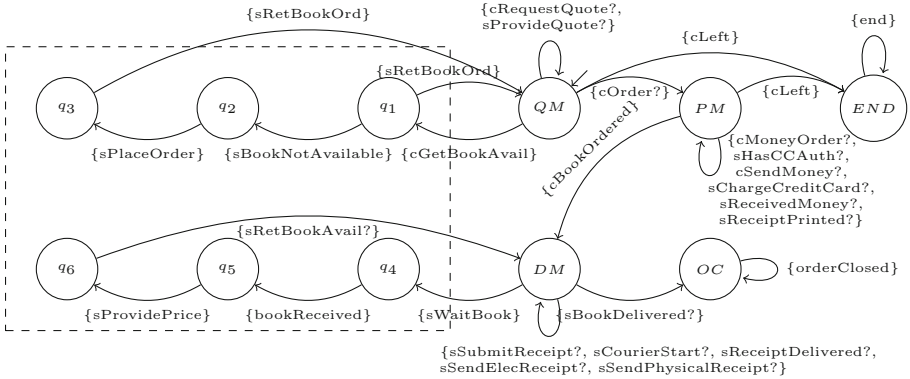 {sRetBookOrd}
{cRequestQuote?,
sProvideQuote?}
{end}
{cLeft}
{sRetBookOrd}
q3
q2
q1
QM
{cOrder?}
PM
{cLeft}
END
{sPlaceOrder}
{sBookNotAvailable}
{cGetBookAvail}
{cBookOrdered}
{cMoneyOrder?,
sHasCCAuth?,
cSendMoney?,
sChargeCreditCard?,
sReceivedMoney?,
sReceiptPrinted?}
{sRetBookAvail?}
q6
q5
q4
DM
OC
{orderClosed}
{sProvidePrice}
{bookReceived}
{sWaitBook}
{sBookDelivered?}
{sSubmitReceipt?, sCourierStart?, sReceiptDelivered?,
sSendElecReceipt?, sSendPhysicalReceipt?}